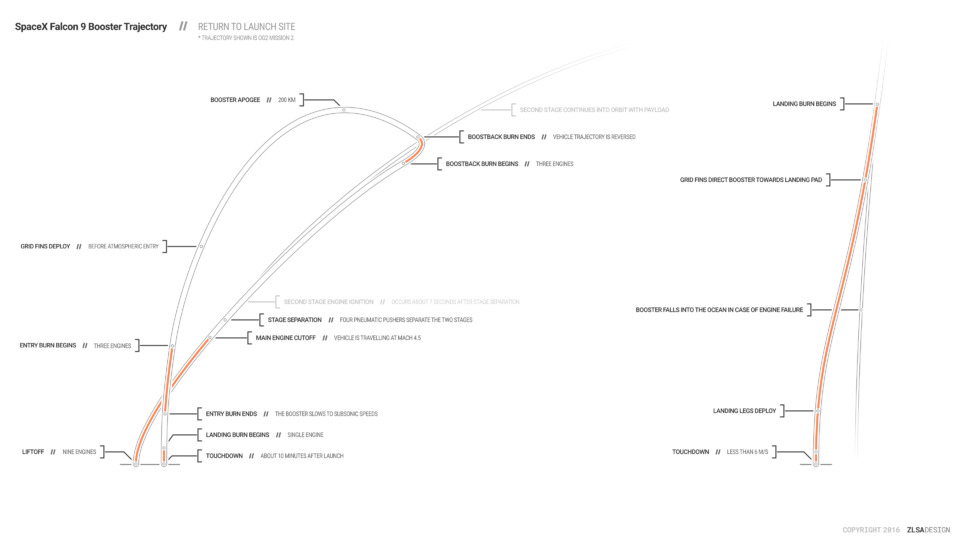 SpaceX Falcon 9 Booster Trajectory // RETURN TO LAUNCH SITE
* TRAJECTORY SHOWN IS OG2 MISSION 2
BOOSTER APOGEE // 200 KM
SECOND STAGE CONTINUES INTO ORBIT WITH PAYLOAD
BOOSTBACK BURN ENDS // VEHICLE TRAJECTORY IS REVERSED
BOOSTBACK BURN BEGINS // THREE ENGINES
GRID FINS DEPLOY // BEFORE ATMOSPHERIC ENTRY
SECOND STAGE ENGINE IGNITION // OCCURS ABOUT 7 SECONDS AFTER STAGE SEPARATION
STAGE SEPARATION // FOUR PNEUMATIC PUSHERS SEPARATE THE TWO STAGES
MAIN ENGINE CUTOFF // VEHICLE IS TRAVELLING AT MACH 4.5
ENTRY BURN BEGINS // THREE ENGINES
ENTRY BURN ENDS // THE BOOSTER SLOWS TO SUBSONIC SPEEDS
LANDING BURN BEGINS // SINGLE ENGINE
LIFTOFF // NINE ENGINES
TOUCHDOWN // ABOUT 10 MINUTES AFTER LAUNCH
LANDING BURN BEGINS
GRID FINS DIRECT BOOSTER TOWARDS LANDING PAD
BOOSTER FALLS INTO THE OCEAN IN CASE OF ENGINE FAILURE
LANDING LEGS DEPLOY
TOUCHDOWN // LESS THAN M/S
COPYRIGHT 2016 ZLSADESIGN